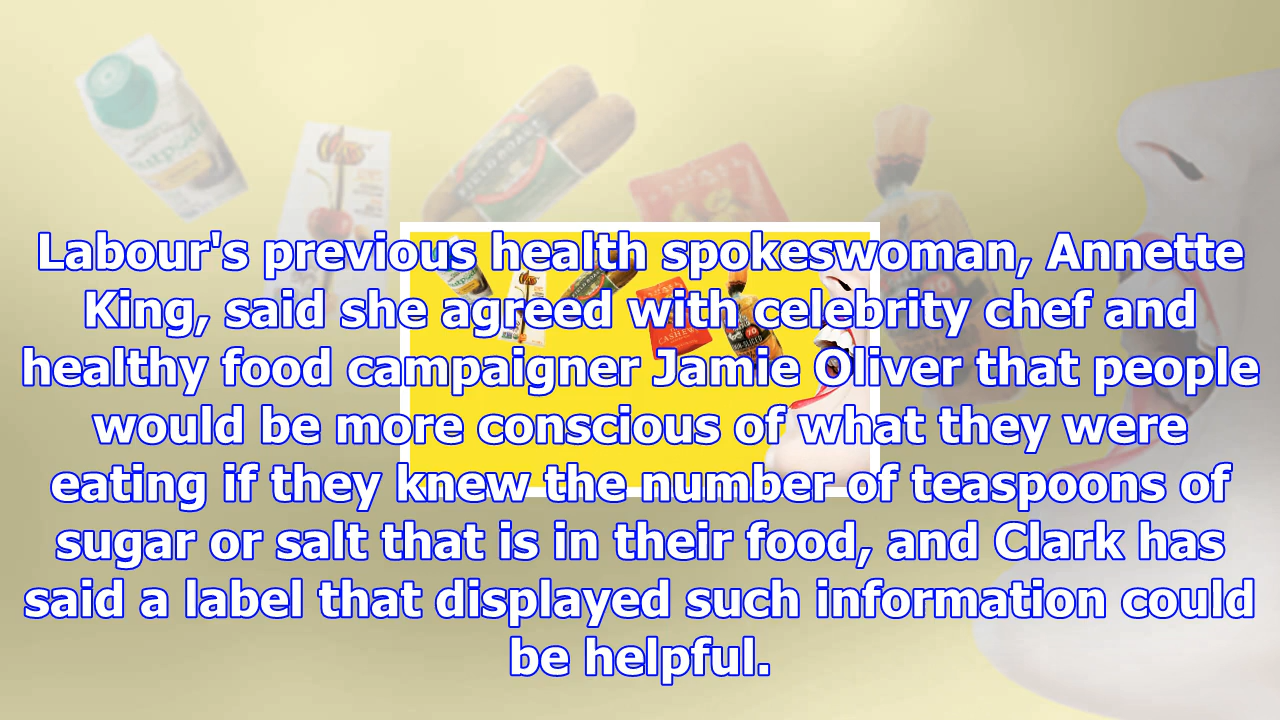 Labour's previous health spokeswoman, Annette
King, said she agreed with celebrity chef and
healthy food campaigner Jamie Oliver that people
would be more conscious of what they were
eating if they knew the number of teaspoons of
sugar or salt that is in their food, and Clark has
said a label that displayed such information could
be helpful.
FIELD ROAST
CASHEW